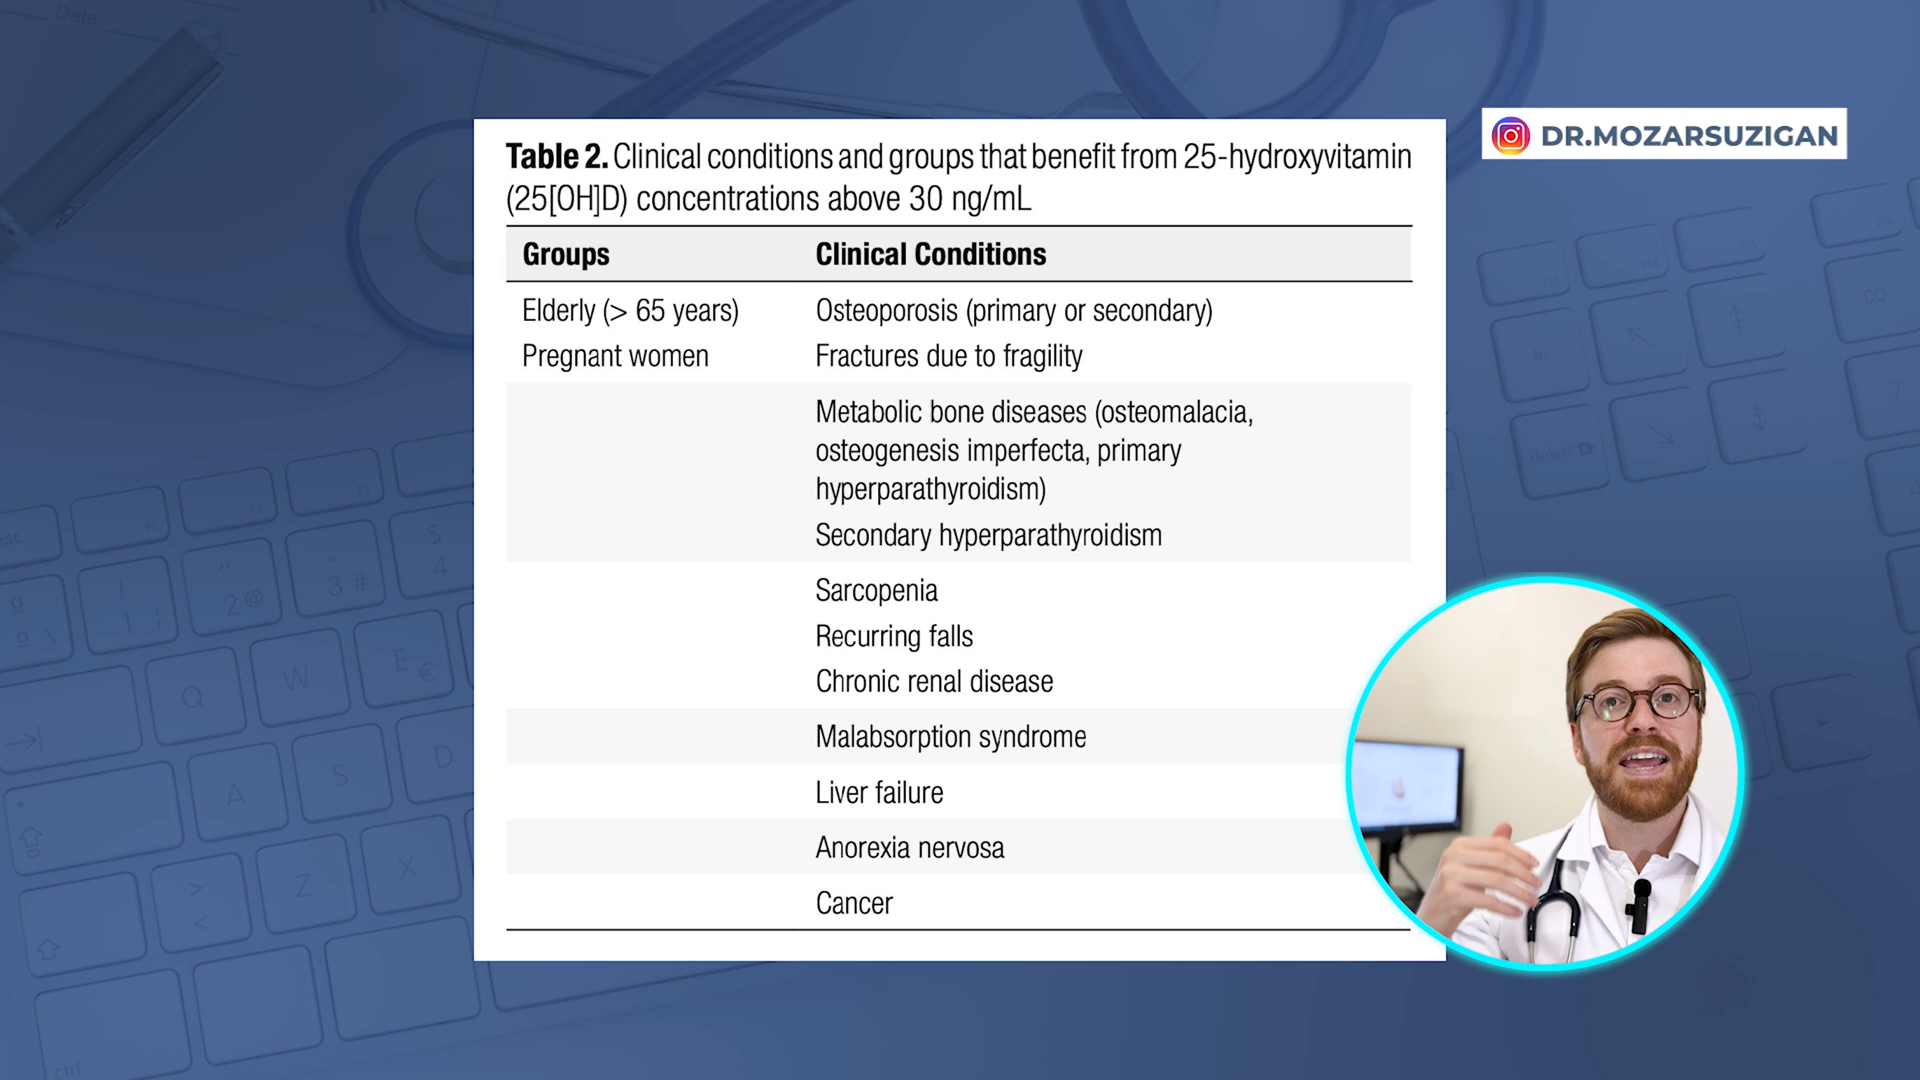 Date
DR.MOZARSUZIGAN
Table 2. Clinical conditions and groups that benefit from 25-hydroxyvitamin
(25[OH]D) concentrations above 30 ng/mL
Groups Clinical Conditions
Elderly (> 65 years) Osteoporosis (primary or secondary)
Pregnant women Fractures due to fragility
Metabolic bone diseases (osteomalacia,
osteogenesis imperfecta, primary
hyperparathyroidism)
Secondary hyperparathyroidism
Sarcopenia
Recurring falls
Chronic renal disease
Malabsorption syndrome
Liver failure
Anorexia nervosa
Cancer